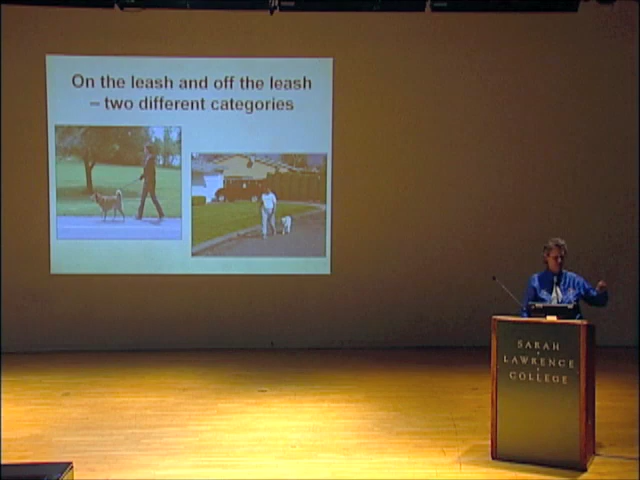 On the leash and off the leash
– two different categories
SARAH
LAWRENCE
COLLEGE